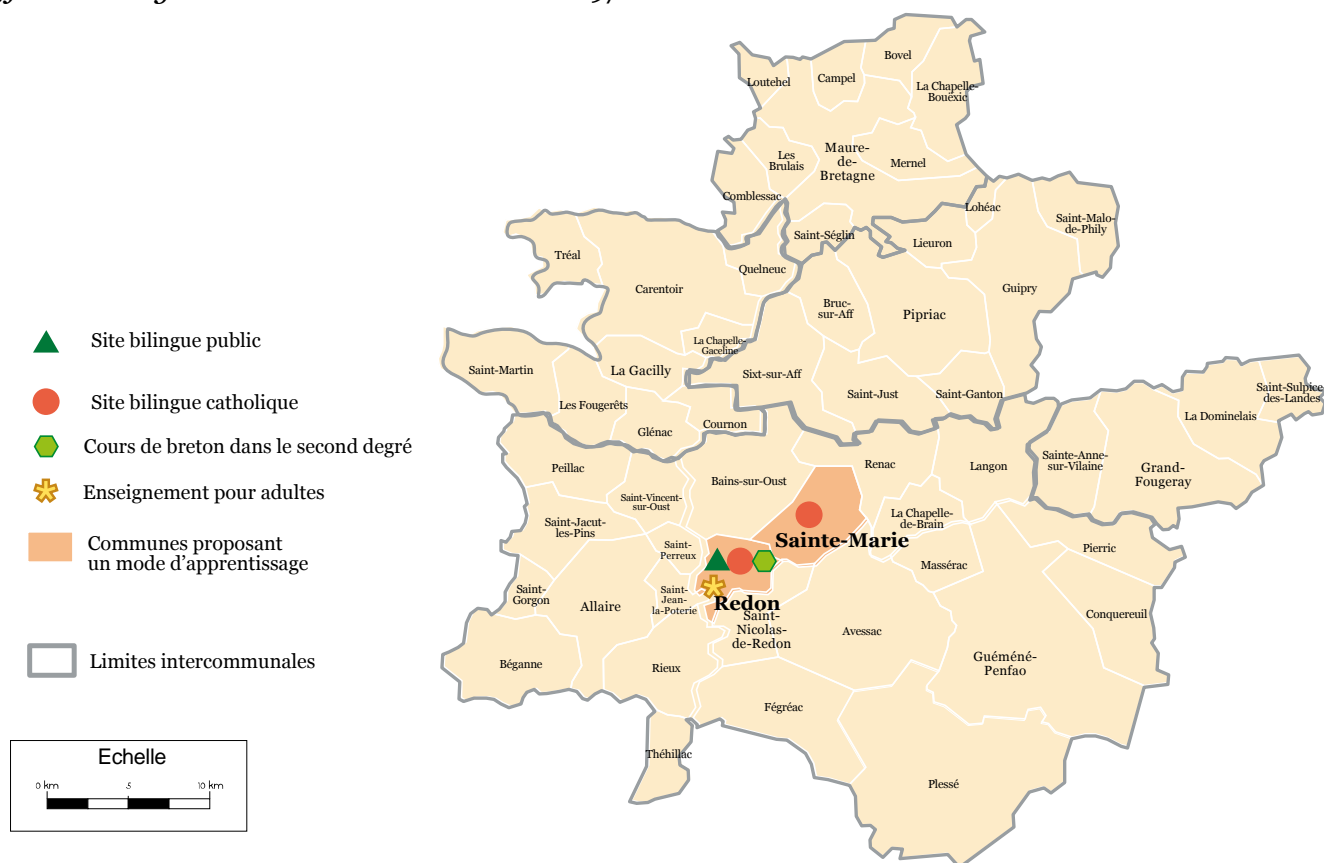 Bovel
Loutehel
Campel
La Chapelle-
Bouëxic
Les
Brulais
Maure-
de-
Bretagne
Mernel
Comblessac
Lohéac
Saint-Malo-
de-Phily
Saint-Séglin
Lieuron
Tréal
Quelneuc
Carentoir
Guipry
Bruc-
sur-Aff
Pipriac
Site bilingue public
La Chapelle-
Gaceline
Saint-Martin
La Gacilly
Sixt-sur-Aff
Saint-Just
Saint-Ganton
Saint-Sulpice
des-Landes
Site bilingue catholique
Les Fougerêts
La Dominelais
Cournon
Glénac
Cours de breton dans le second degré
Peillac
Renac
Langon
Sainte-Anne-
sur-Vilaine
Grand-
Fougeray
Bains-sur-Oust
Enseignement pour adultes
Saint-Vincent-
sur-Oust
La Chapelle-
de-Brain
Saint-Jacut-
les-Pins
Communes proposant
un mode d'apprentissage
Saint-
Perreux
Sainte-Marie
Pierric
Massérac
Saint-
Gorgon
Allaire
Saint-
Jean-
la-Poterie
Redon
Saint-
Nicolas-
de-Redon
Avessac
Conquereuil
Limites intercommunales
Béganne
Rieux
Guéméné-
Penfao
Fégréac
Théhillac
Plessé
Echelle
0 km
5
10 km